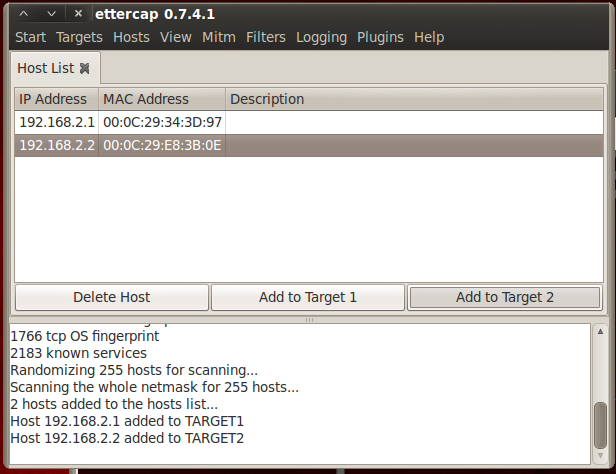 ettercap 0.7.4.1
Start Targets Hosts View Mitm Filters Logging Plugins Help
Host List
IP Address MAC Address Description
192.168.2.1 00:0C:29:34:3D:97
192.168.2.2 00:0C:29:E8:3B:0E
Delete Host Add to Target 1 Add to Target 2
1766 tcp OS fingerprint
2183 known services
Randomizing 255 hosts for scanning...
Scanning the whole netmask for 255 hosts...
2 hosts added to the hosts list...
Host 192.168.2.1 added to TARGET1
Host 192.168.2.2 added to TARGET2